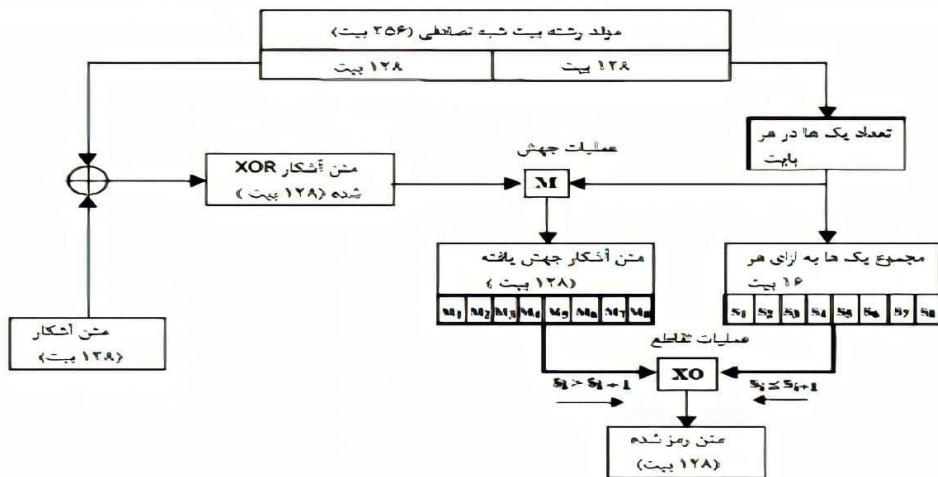 مولد رشته بیت شبه تصادفی (۲۵۶ بیت)
۱۲۸ بیت
۱۲۸ بیت
تعداد یک ها در هر
بایت
عملیات جهش
متن آشکار XOR
شده (۱۲۸ بیت)
M
متن آشکار جهش یافته
(۱۲۸ بیت)
M1 M2 M3 M4 M5 M6 M7 M8
مجموع یک ها به ازای هر
۱۶ بیت
S1 S2 S3 S4 S5 S6 S7 S8
متن آشکار
(۱۲۸ بیت)
عملیات تقاطع
XO
Si > Si+1
Si ≤ Si+1
متن رمز شده
(۱۲۸ بیت)